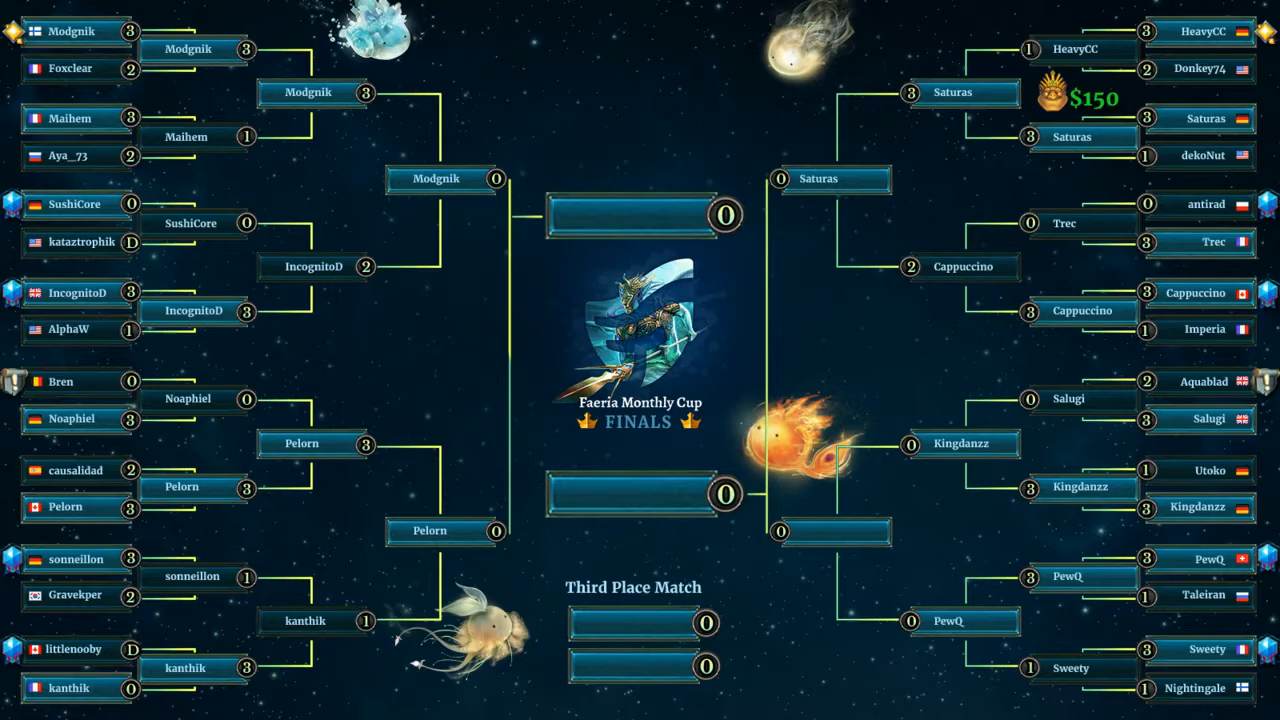 Modgnik 3
Foxclear 2
Maihem 3
Aya_73 2
SushiCore 0
kataztrophik D
IncognitoD 3
AlphaW 1
Bren 0
Noaphiel 3
causalidad 2
Pelorn 3
sonneillon 3
Gravekper 2
littlenooby D
kanthik 0
Modgnik 3
Maihem 1
SushiCore 0
IncognitoD 3
Noaphiel 0
Pelorn 3
sonneillon 1
kanthik 3
Modgnik 3
IncognitoD 2
Pelorn 3
kanthik 1
Modgnik 0
Pelorn 0
0
Faeria Monthly Cup
FINALS
0
Third Place Match
0
0
0 Saturas
0
3 Saturas
2 Cappuccino
0 Kingdanzz
0 PewQ
1 HeavyCC
$150
3 Saturas
0 Trec
3 Cappuccino
0 Salugi
3 Kingdanzz
3 PewQ
1 Sweety
3 HeavyCC
2 Donkey74
3 Saturas
1 dekoNut
0 antirad
3 Trec
3 Cappuccino
1 Imperia
2 Aquablad
3 Salugi
1 Utoko
3 Kingdanzz
3 PewQ
1 Taleiran
3 Sweety
1 Nightingale